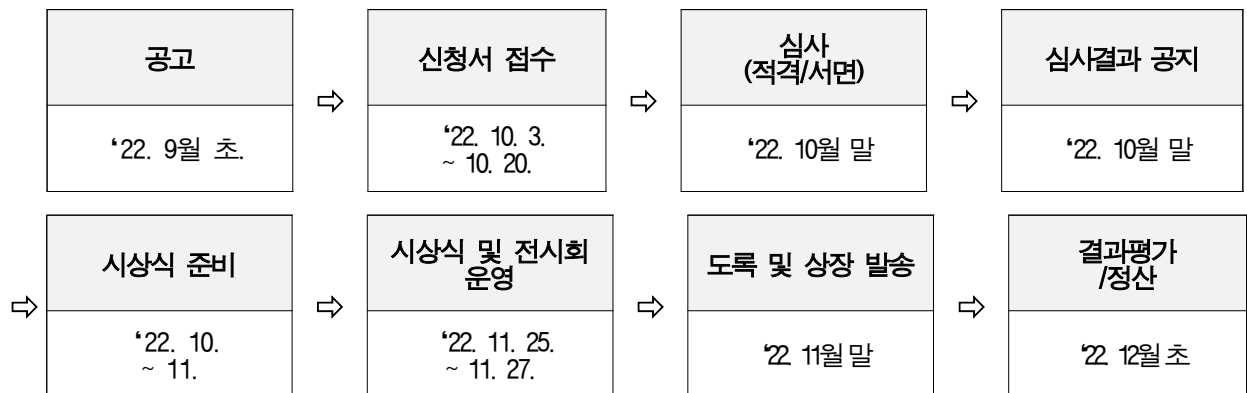 공고
‘22. 9월 초.
⇨
신청서 접수
‘22. 10. 3.
~ 10. 20.
⇨
심사
(적격/서면)
‘22. 10월 말
⇨
심사결과 공지
‘22. 10월 말
⇨
시상식 준비
‘22. 10.
~ 11.
⇨
시상식 및 전시회
운영
‘22. 11. 25.
~ 11. 27.
⇨
도록 및 상장 발송
‘22. 11월 말
⇨
결과평가
/정산
‘22. 12월 초